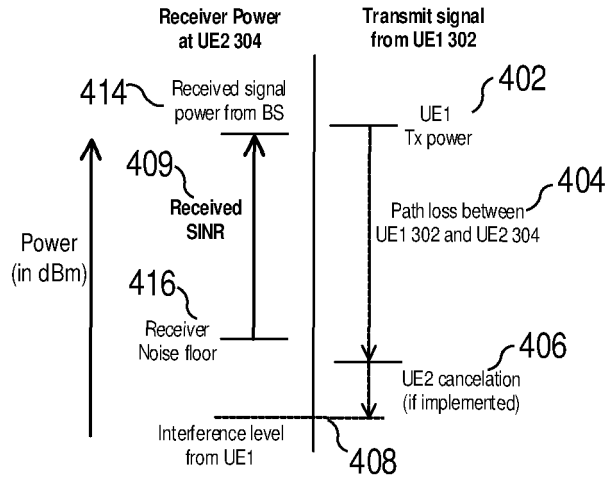 Receiver Power
at UE2 304
Transmit signal
from UE1 302
414
Received signal
power from BS
402
UE1
Tx power
409
Received
SINR
404
Path loss between
UE1 302 and UE2 304
Power
(in dBm)
416
Receiver
Noise floor
406
UE2 cancelation
(if implemented)
Interference level
from UE1
408